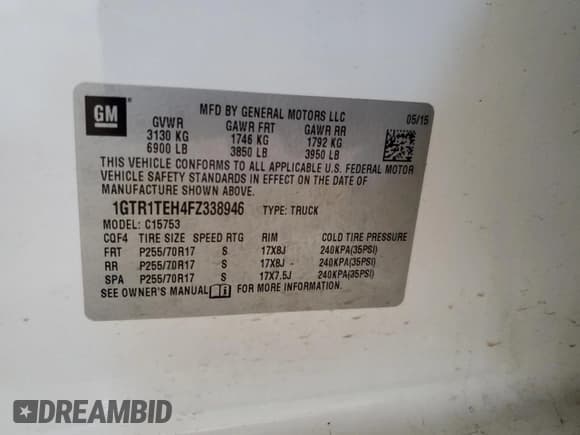 GM
MFD BY GENERAL MOTORS LLC 05/15
GVWR GAWR FRT GAWR RR
3130 KG 1746 KG 1792 KG
6900 LB 3850 LB 3950 LB
THIS VEHICLE CONFORMS TO ALL APPLICABLE U.S. FEDERAL MOTOR
VEHICLE SAFETY STANDARDS IN EFFECT ON THE DATE OF
MANUFACTURE SHOWN ABOVE.
1GTR1TEH4FZ338946 TYPE: TRUCK
MODEL: C15753
CQF4 TIRE SIZE SPEED RTG RIM COLD TIRE PRESSURE
FRT P255/70R17 S 17X8J 240KPA(35PSI)
RR P255/70R17 S 17X8J 240KPA(35PSI)
SPA P255/70R17 S 17X7.5J 240KPA(35PSI)
SEE OWNER'S MANUAL FOR MORE INFORMATION.
DREAMBID